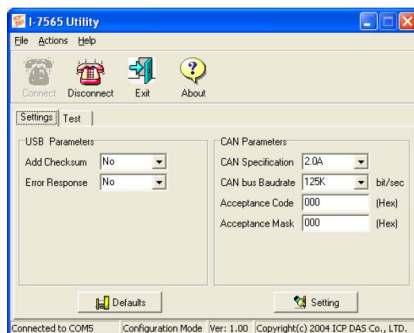 I-7565 Utility
File Actions Help
Connect Disconnect Exit About
Settings Test
USB Parameters
Add Checksum No
Error Response No
CAN Parameters
CAN Specification 2.0A
CAN bus Baudrate 125K bit/sec
Acceptance Code 000 (Hex)
Acceptance Mask 000 (Hex)
Defaults Setting
Connected to COM5 Configuration Mode Ver: 1.00 Copyright(c) 2004 ICP DAS Co., LTD.